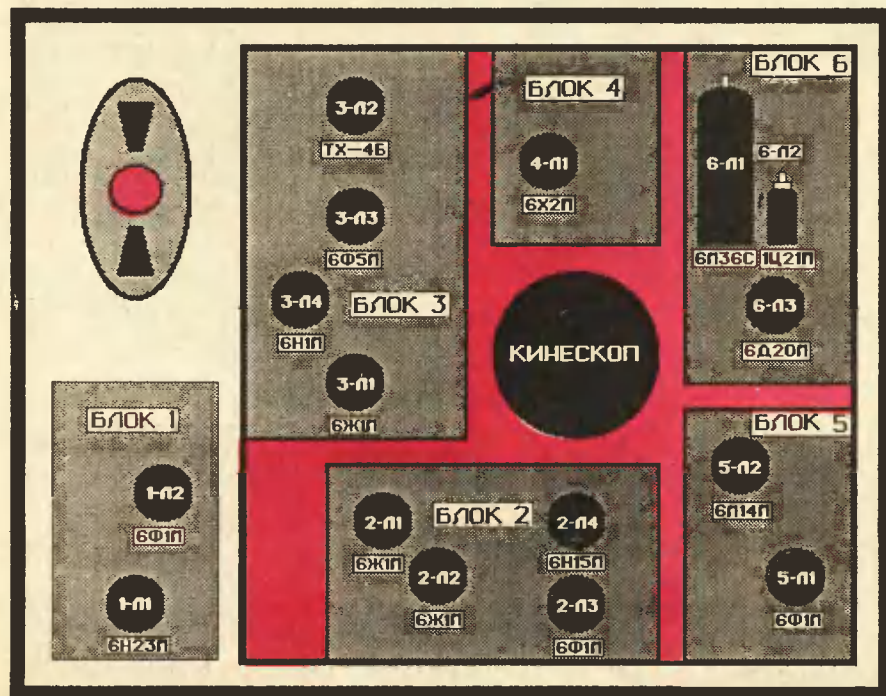 3-Л2
ТХ-4Б
3-Л3
6Ф5П
3-Л4
6Н1П
БЛОК 3
3-Л1
6Ж1П
БЛОК 4
4-Л1
6Х2П
БЛОК 6
6-Л1
6П36С
6-Л2
1Ц21П
6-Л3
6Д20П
КИНЕСКОП
БЛОК 1
1-Л2
6Ф1П
1-Л1
6Н23П
2-Л1
6Ж1П
БЛОК 2
2-Л4
6Н15П
2-Л2
6Ж1П
2-Л3
6Ф1П
БЛОК 5
5-Л2
6П14П
5-Л1
6Ф1П